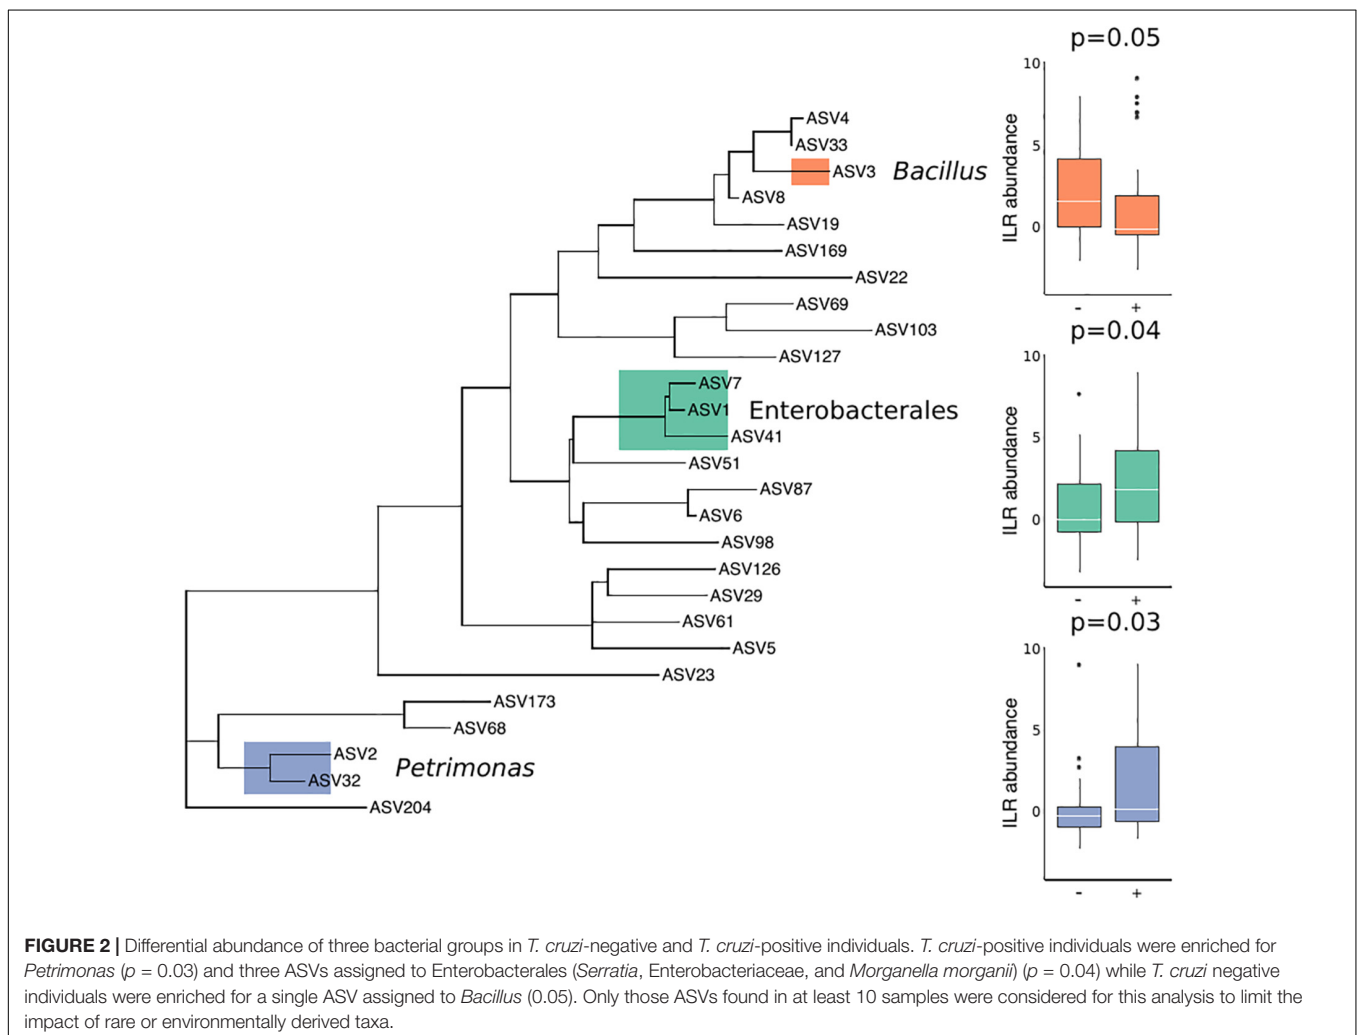 p=0.05
10
5
0
ILR abundance
-
+
ASV4
ASV33
ASV3
Bacillus
ASV8
ASV19
ASV169
ASV22
ASV69
ASV103
ASV127
p=0.04
10
5
0
ILR abundance
-
+
ASV7
ASV1
Enterobacterales
ASV41
ASV51
ASV87
ASV6
ASV98
ASV126
ASV29
ASV61
ASV5
ASV23
p=0.03
10
5
0
ILR abundance
-
+
ASV173
ASV68
ASV2
Petrimonas
ASV32
ASV204
FIGURE 2 | Differential abundance of three bacterial groups in T. cruzi-negative and T. cruzi-positive individuals. T. cruzi-positive individuals were enriched for
Petrimonas (p = 0.03) and three ASVs assigned to Enterobacterales (Serratia, Enterobacteriaceae, and Morganella morganii) (p = 0.04) while T. cruzi negative
individuals were enriched for a single ASV assigned to Bacillus (0.05). Only those ASVs found in at least 10 samples were considered for this analysis to limit the
impact of rare or environmentally derived taxa.